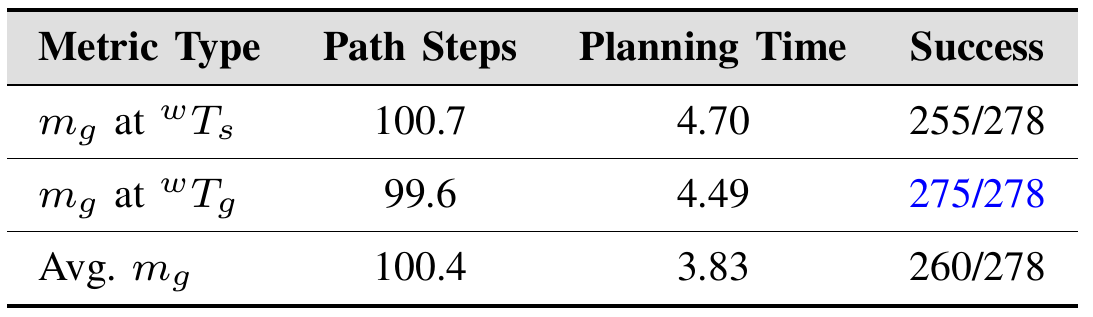 Metric Type Path Steps Planning Time Success
m_g at ^wT_s 100.7 4.70 255/278
m_g at ^wT_g 99.6 4.49 275/278
Avg. m_g 100.4 3.83 260/278